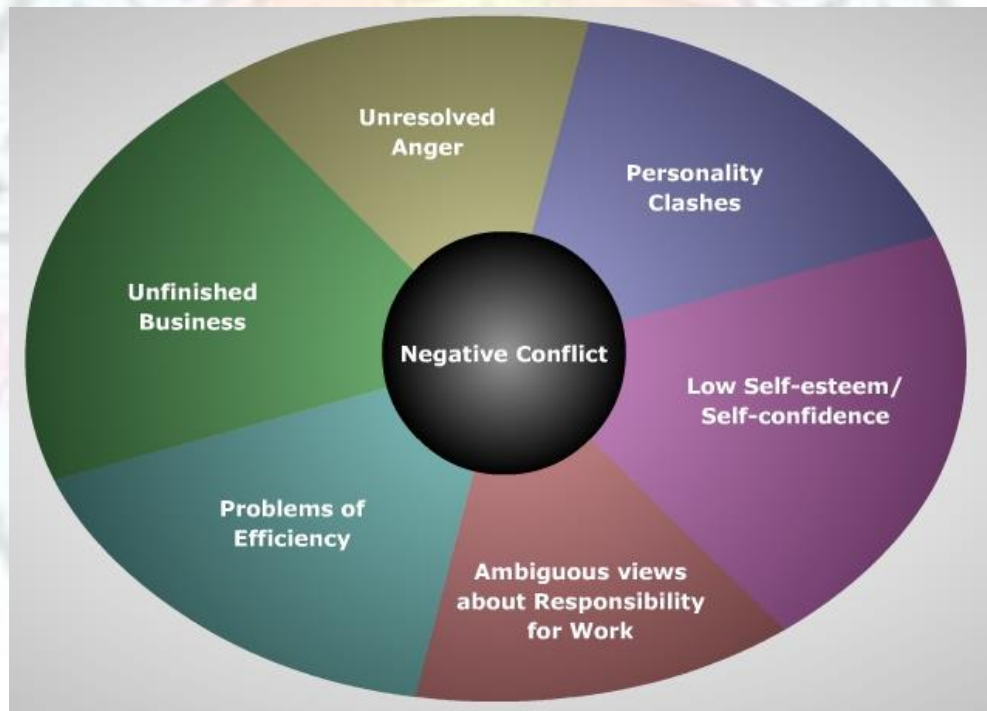 Unresolved
Anger
Personality
Clashes
Unfinished
Business
Negative Conflict
Low Self-esteem/
Self-confidence
Problems of
Efficiency
Ambiguous views
about Responsibility
for Work